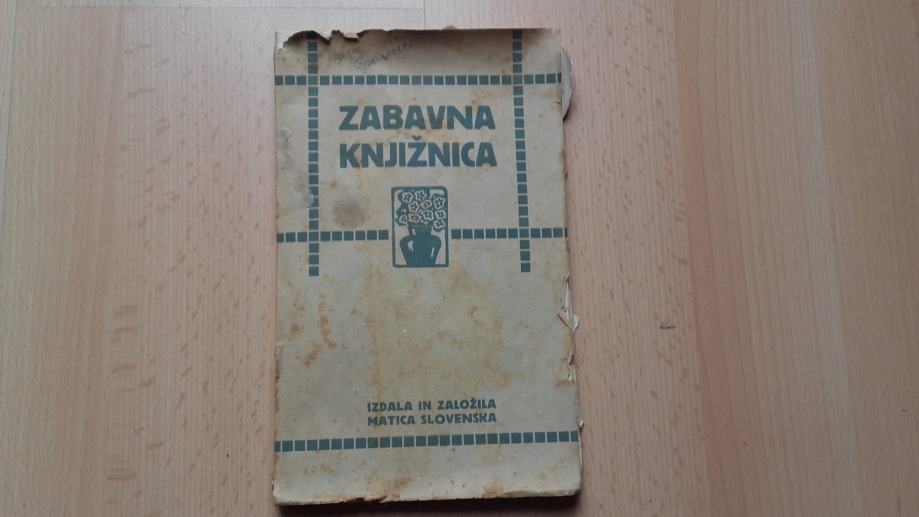 ZABAVNA
KNJIŽNICA
IZDALA IN ZALOŽILA
MATICA SLOVENSKA